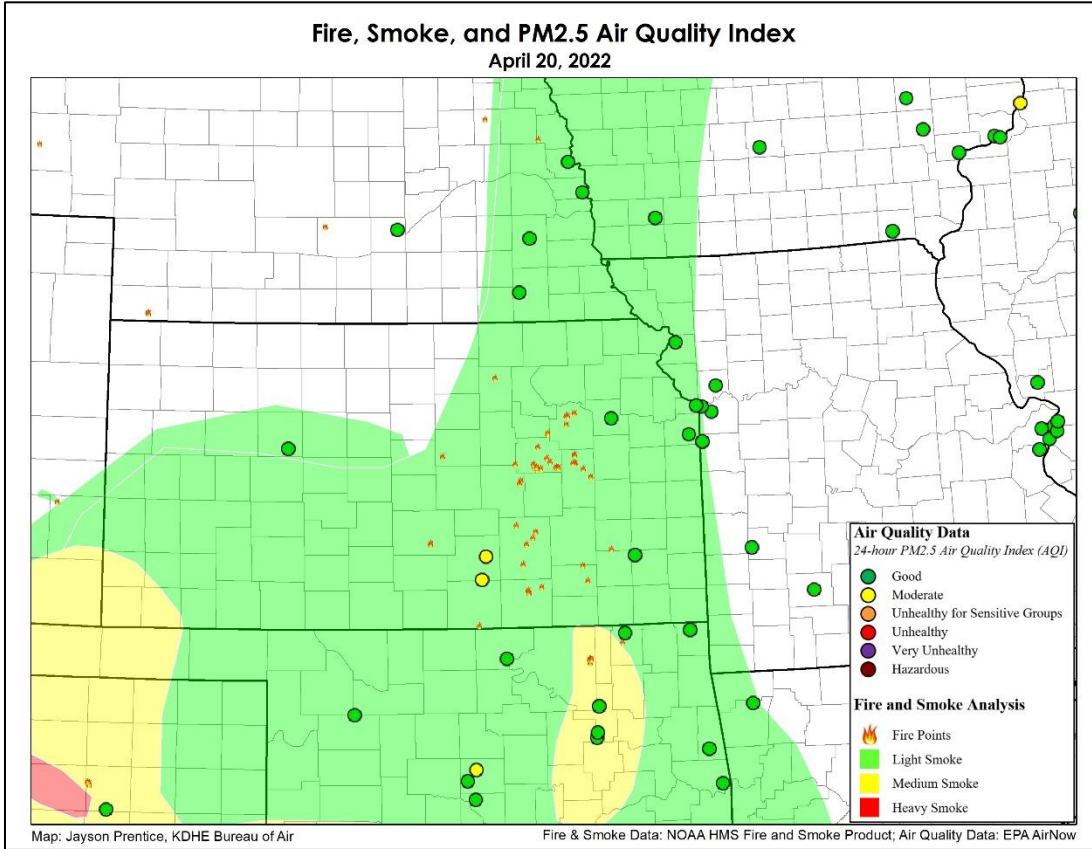 Fire, Smoke, and PM2.5 Air Quality Index
April 20, 2022
Air Quality Data
24-hour PM2.5 Air Quality Index (AQI)
Good
Moderate
Unhealthy for Sensitive Groups
Unhealthy
Very Unhealthy
Hazardous
Fire and Smoke Analysis
Fire Points
Light Smoke
Medium Smoke
Heavy Smoke
Map: Jayson Prentice, KDHE Bureau of Air
Fire & Smoke Data: NOAA HMS Fire and Smoke Product; Air Quality Data: EPA AirNow